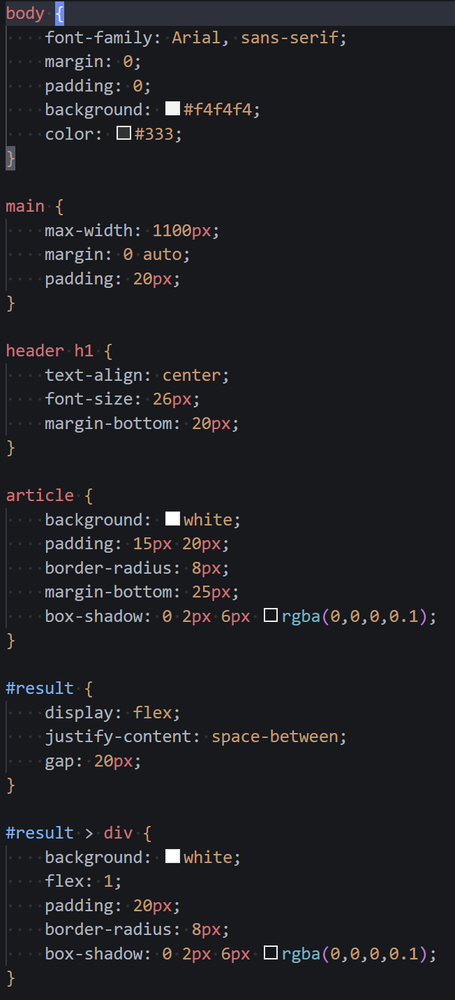 body {
    font-family: Arial, sans-serif;
    margin: 0;
    padding: 0;
    background: #f4f4f4;
    color: #333;
}

main {
    max-width: 1100px;
    margin: 0 auto;
    padding: 20px;
}

header h1 {
    text-align: center;
    font-size: 26px;
    margin-bottom: 20px;
}

article {
    background: white;
    padding: 15px 20px;
    border-radius: 8px;
    margin-bottom: 25px;
    box-shadow: 0 2px 6px rgba(0,0,0,0.1);
}

#result {
    display: flex;
    justify-content: space-between;
    gap: 20px;
}

#result > div {
    background: white;
    flex: 1;
    padding: 20px;
    border-radius: 8px;
    box-shadow: 0 2px 6px rgba(0,0,0,0.1);
}